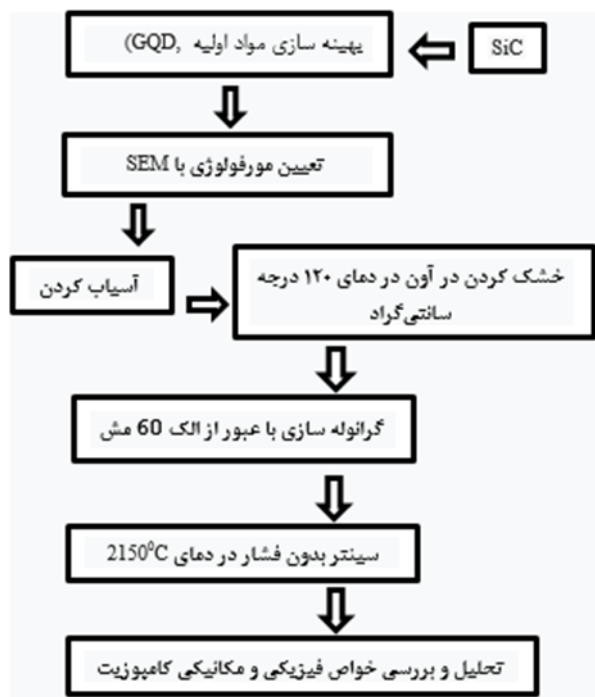 یهینه سازی مواد اولیه (GQD,
SiC
تعیین مورفولوژی با SEM
آسیاب کردن
خشک کردن در آون در دمای ۱۲۰ درجه
سانتی‌گراد
گرانوله سازی با عبور از الک 60 مش
سینتر بدون فشار در دمای 2150⁰C
تحلیل و بررسی خواص فیزیکی و مکانیکی کامپوزیت